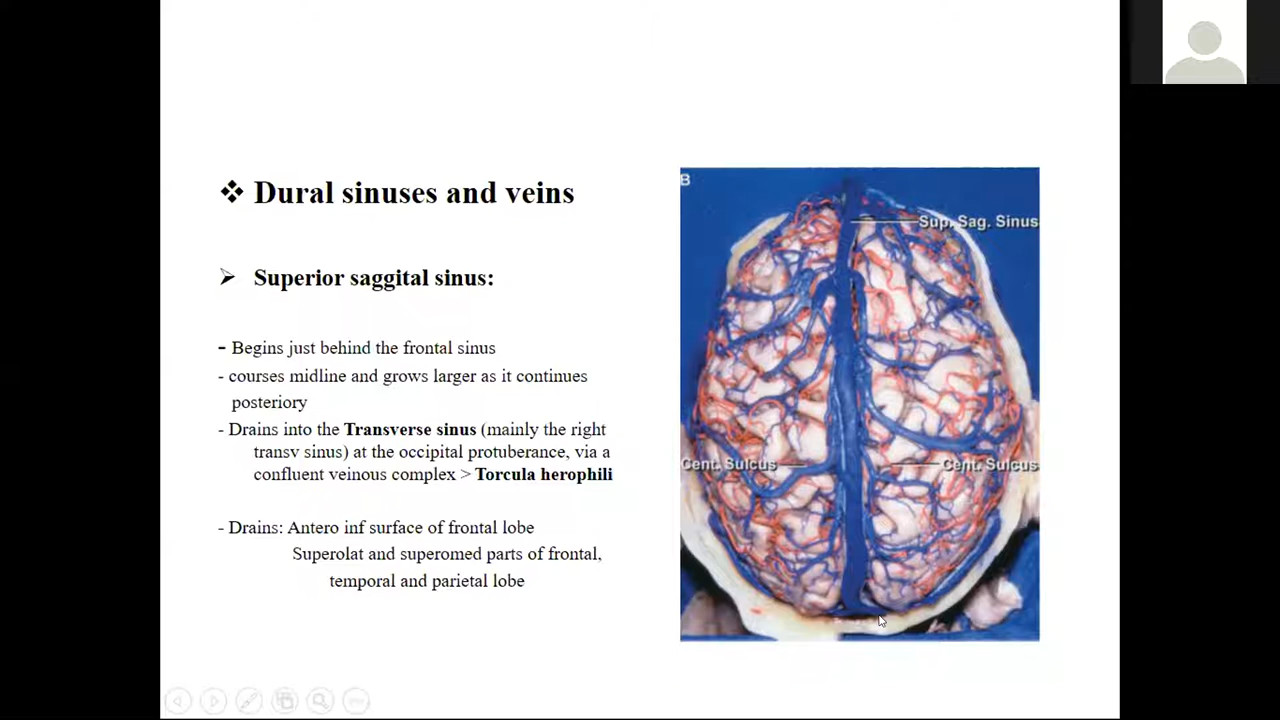 ❖ Dural sinuses and veins
➢ Superior saggital sinus:
- Begins just behind the frontal sinus
- courses midline and grows larger as it continues
posteriory
- Drains into the Transverse sinus (mainly the right
transv sinus) at the occipital protuberance, via a
confluent veinous complex > Torcula herophili
- Drains: Antero inf surface of frontal lobe
Superolat and superomed parts of frontal,
temporal and parietal lobe
B
Sup. Sag. Sinus
Cent. Sulcus
Cent. Sulcus